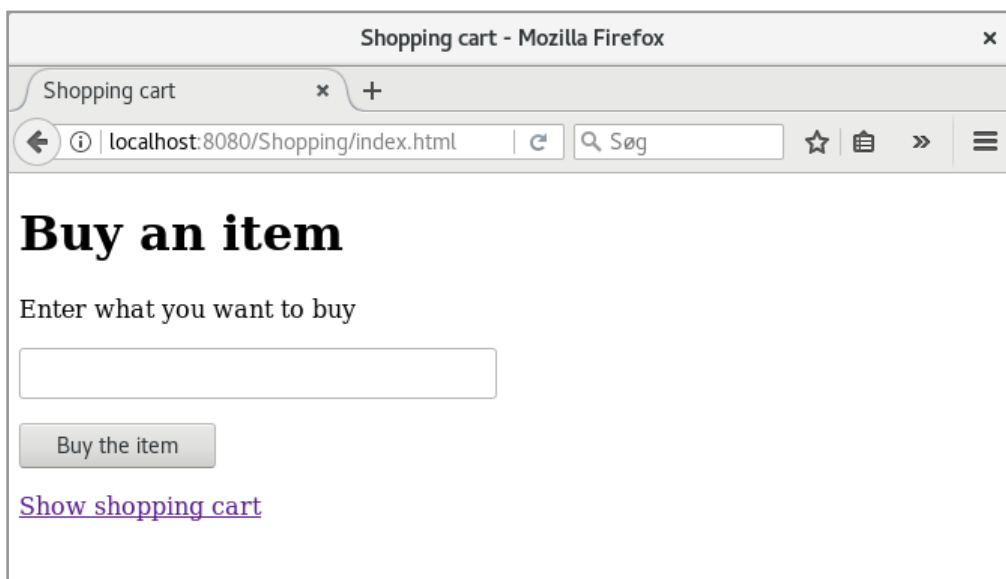 Shopping cart - Mozilla Firefox
Shopping cart
localhost:8080/Shopping/index.html
Søg
Buy an item
Enter what you want to buy
Buy the item
Show shopping cart